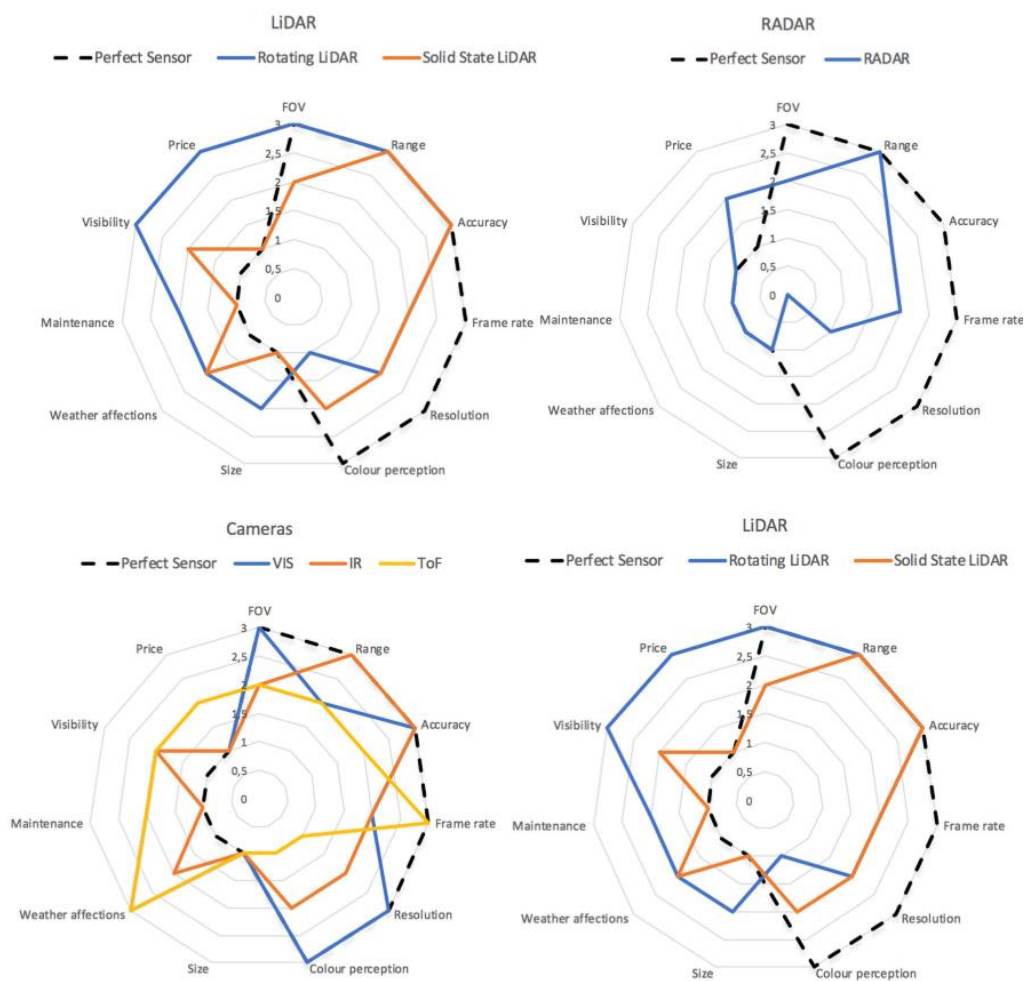 LiDAR
Perfect Sensor Rotating LiDAR Solid State LiDAR
FOV
3
Price Range
2,5
2
Visibility 1,5 Accuracy
1
0,5
0
Maintenance Frame rate
Weather affections Resolution
Size Colour perception
RADAR
Perfect Sensor RADAR
FOV
3
Price Range
2,5
2
Visibility 1,5 Accuracy
1
0,5
0
Maintenance Frame rate
Weather affections Resolution
Size Colour perception
Cameras
Perfect Sensor VIS IR ToF
FOV
3
Price Range
2,5
2
Visibility 1,5 Accuracy
1
0,5
0
Maintenance Frame rate
Weather affections Resolution
Size Colour perception
LiDAR
Perfect Sensor Rotating LiDAR Solid State LiDAR
FOV
3
Price Range
2,5
2
Visibility 1,5 Accuracy
1
0,5
0
Maintenance Frame rate
Weather affections Resolution
Size Colour perception